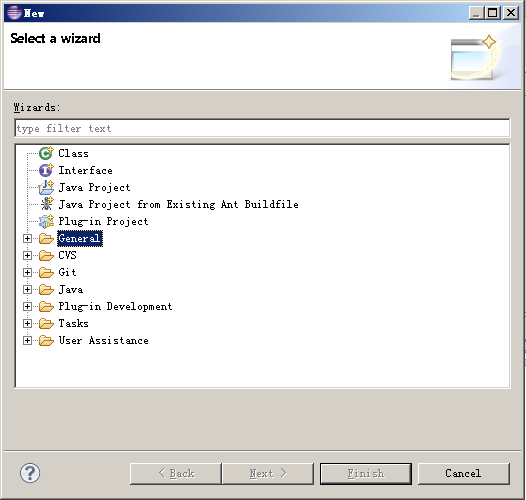 New
Select a wizard
Wizards:
type filter text
Class
Interface
Java Project
Java Project from Existing Ant Buildfile
Plug-in Project
General
CVS
Git
Java
Plug-in Development
Tasks
User Assistance
< Back Next > Finish Cancel